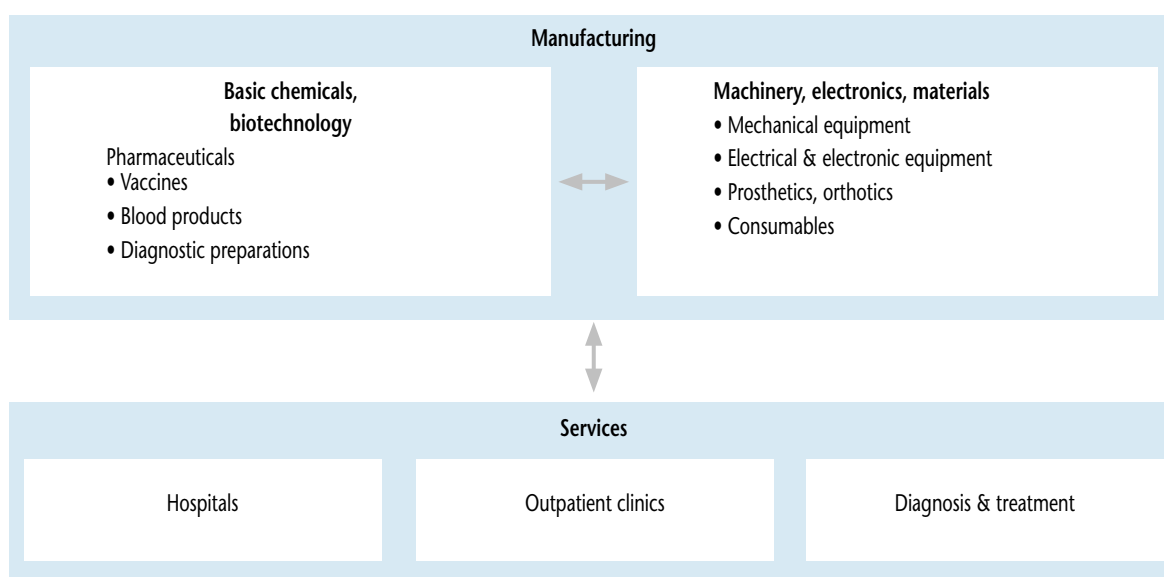 Manufacturing
Basic chemicals,
biotechnology
Pharmaceuticals
• Vaccines
• Blood products
• Diagnostic preparations
Machinery, electronics, materials
• Mechanical equipment
• Electrical & electronic equipment
• Prosthetics, orthotics
• Consumables
Services
Hospitals
Outpatient clinics
Diagnosis & treatment